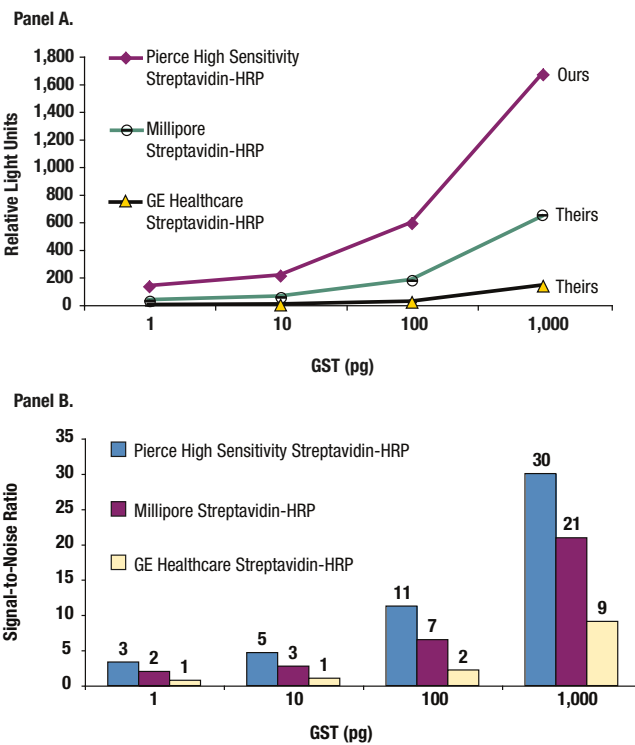 Panel A.
1,800
1,600
1,400
1,200
1,000
800
600
400
200
0
Relative Light Units
Pierce High Sensitivity
Streptavidin-HRP
Millipore
Streptavidin-HRP
GE Healthcare
Streptavidin-HRP
Ours
Theirs
Theirs
1 10 100 1,000
GST (pg)
Panel B.
35
30
25
20
15
10
5
0
Signal-to-Noise Ratio
Pierce High Sensitivity Streptavidin-HRP
Millipore Streptavidin-HRP
GE Healthcare Streptavidin-HRP
3 2 1
5 3 1
11 7 2
30 21 9
1 10 100 1,000
GST (pg)